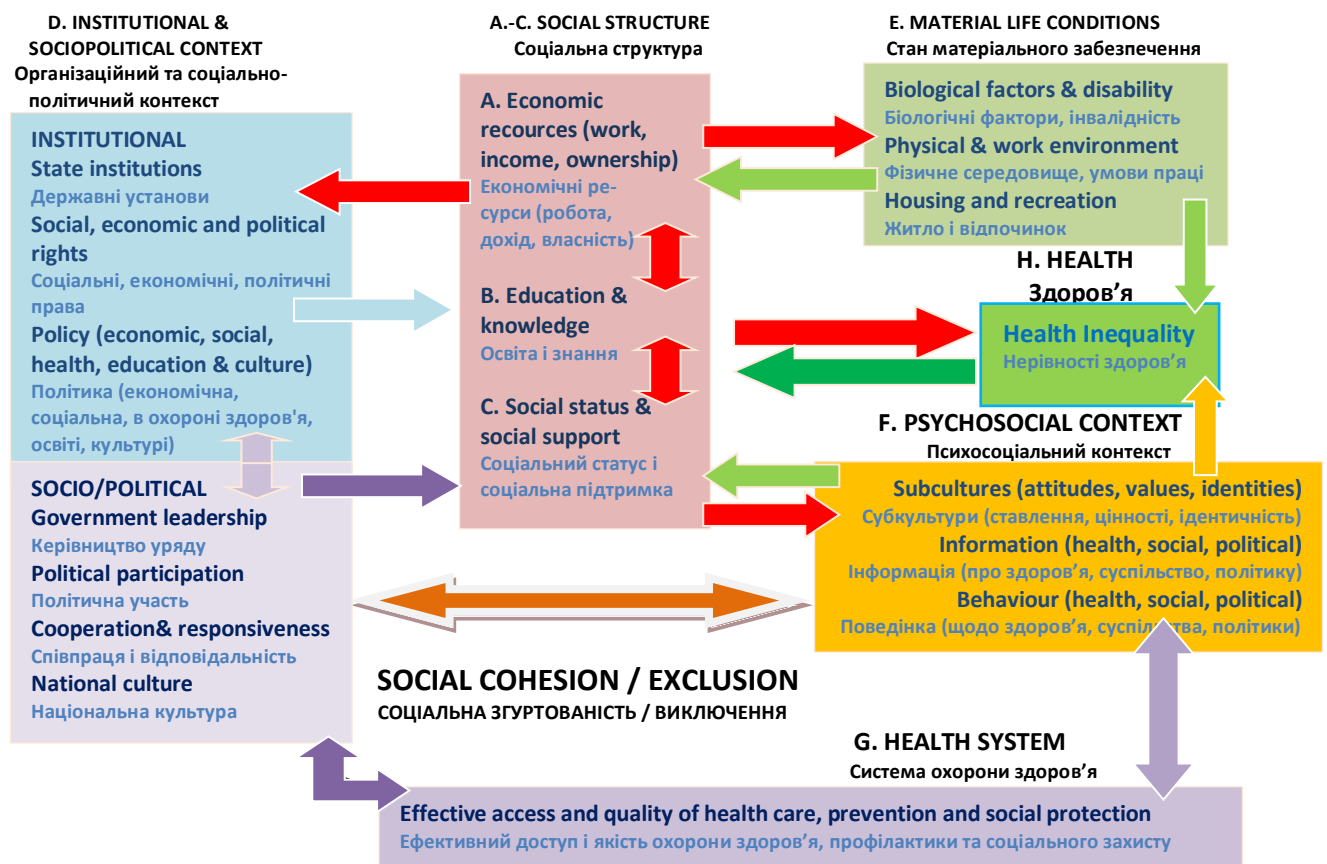 D. INSTITUTIONAL &
SOCIOPOLITICAL CONTEXT
Організаційний та соціально-
політичний контекст
INSTITUTIONAL
State institutions
Державні установи
Social, economic and political
rights
Соціальні, економічні, політичні
права
Policy (economic, social,
health, education & culture)
Політика (економічна,
соціальна, в охороні здоров'я,
освіті, культурі)
SOCIO/POLITICAL
Government leadership
Керівництво уряду
Political participation
Політична участь
Cooperation& responsiveness
Співпраця і відповідальність
National culture
Національна культура
A.-C. SOCIAL STRUCTURE
Соціальна структура
A. Economic
recources (work,
income, ownership)
Економічні ре-
сурси (робота,
дохід, власність)
B. Education &
knowledge
Освіта і знання
C. Social status &
social support
Соціальний статус і
соціальна підтримка
E. MATERIAL LIFE CONDITIONS
Стан матеріального забезпечення
Biological factors & disability
Біологічні фактори, інвалідність
Physical & work environment
Фізичне середовище, умови праці
Housing and recreation
Житло і відпочинок
H. HEALTH
Здоров’я
Health Inequality
Нерівності здоров’я
F. PSYCHOSOCIAL CONTEXT
Психосоціальний контекст
Subcultures (attitudes, values, identities)
Субкультури (ставлення, цінності, ідентичність)
Information (health, social, political)
Інформація (про здоров’я, суспільство, політику)
Behaviour (health, social, political)
Поведінка (щодо здоров’я, суспільства, політики)
SOCIAL COHESION / EXCLUSION
СОЦІАЛЬНА ЗГУРТОВАНІСТЬ / ВИКЛЮЧЕННЯ
G. HEALTH SYSTEM
Система охорони здоров’я
Effective access and quality of health care, prevention and social protection
Ефективний доступ і якість охорони здоров’я, профілактики та соціального захисту